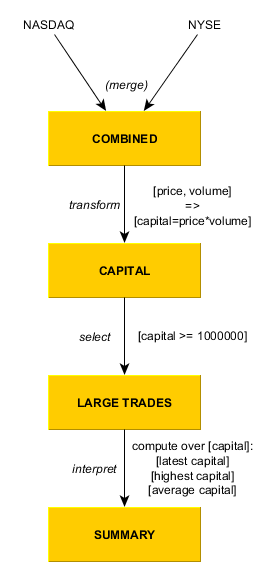 NASDAQ
NYSE
(merge)
COMBINED
transform
[price, volume]
=>
[capital=price*volume]
CAPITAL
select
[capital >= 1000000]
LARGE TRADES
interpret
compute over [capital]:
[latest capital]
[highest capital]
[average capital]
SUMMARY